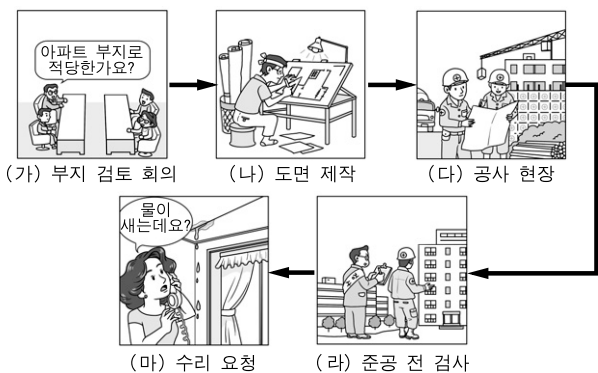 아파트 부지로
적당한가요?
(가) 부지 검토 회의
(나) 도면 제작
(다) 공사 현장
물이
새는데요?
(마) 수리 요청
(라) 준공 전 검사